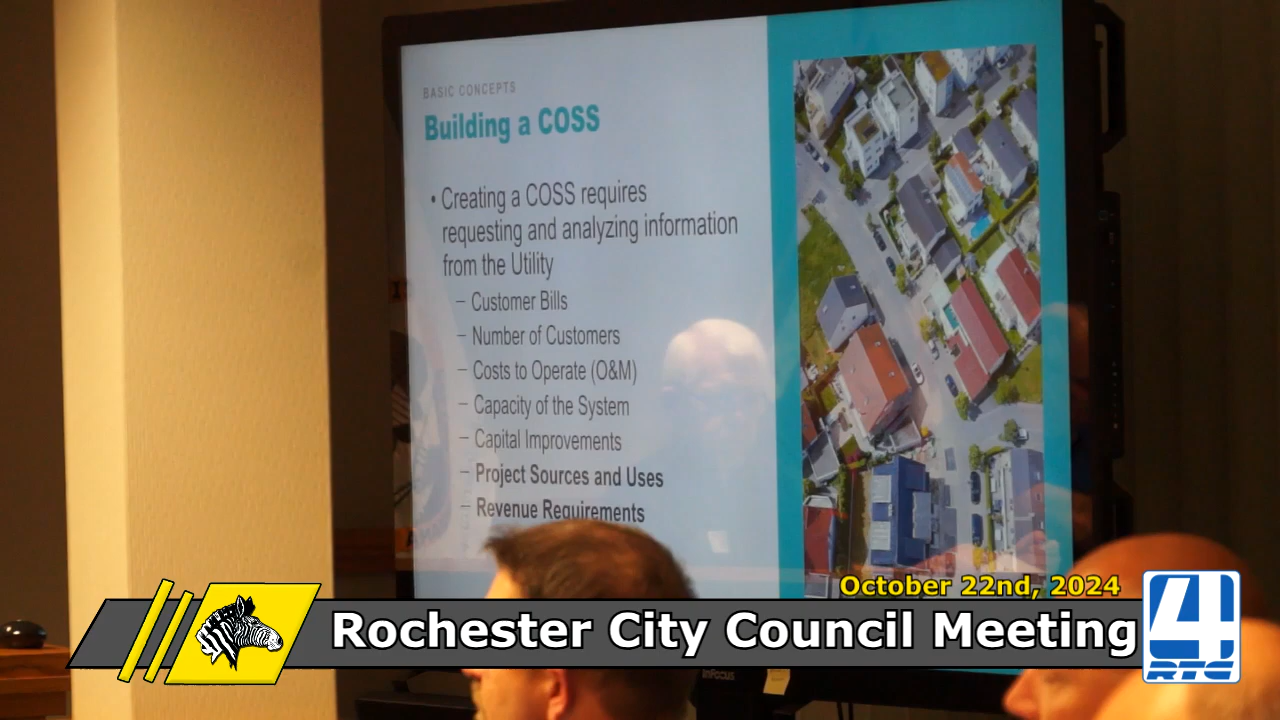 BASIC CONCEPTS
Building a COSS
• Creating a COSS requires
requesting and analyzing information
from the Utility
– Customer Bills
– Number of Customers
– Costs to Operate (O&M)
– Capacity of the System
– Capital Improvements
– Project Sources and Uses
– Revenue Requirements
October 22nd, 2024
Rochester City Council Meeting
4
RTC
InFocus